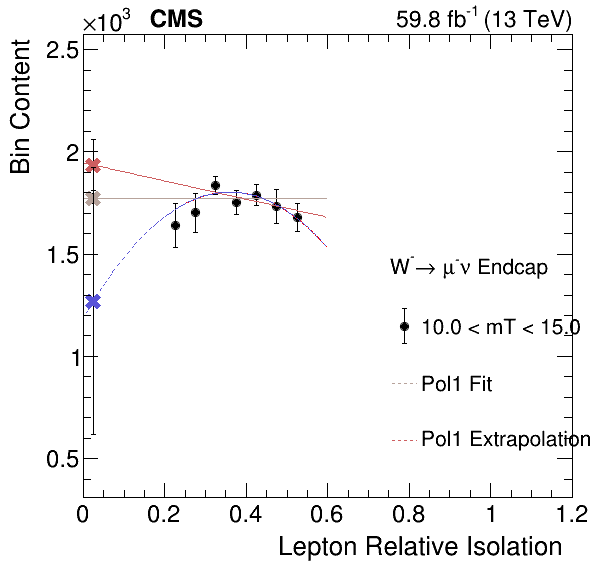 ×10³ CMS 59.8 fb⁻¹ (13 TeV)
Bin Content
2.5
2
1.5
1
0.5
W⁻→ μ⁻ν Endcap
10.0 < mT < 15.0
Pol1 Fit
Pol1 Extrapolation
0 0.2 0.4 0.6 0.8 1 1.2
Lepton Relative Isolation